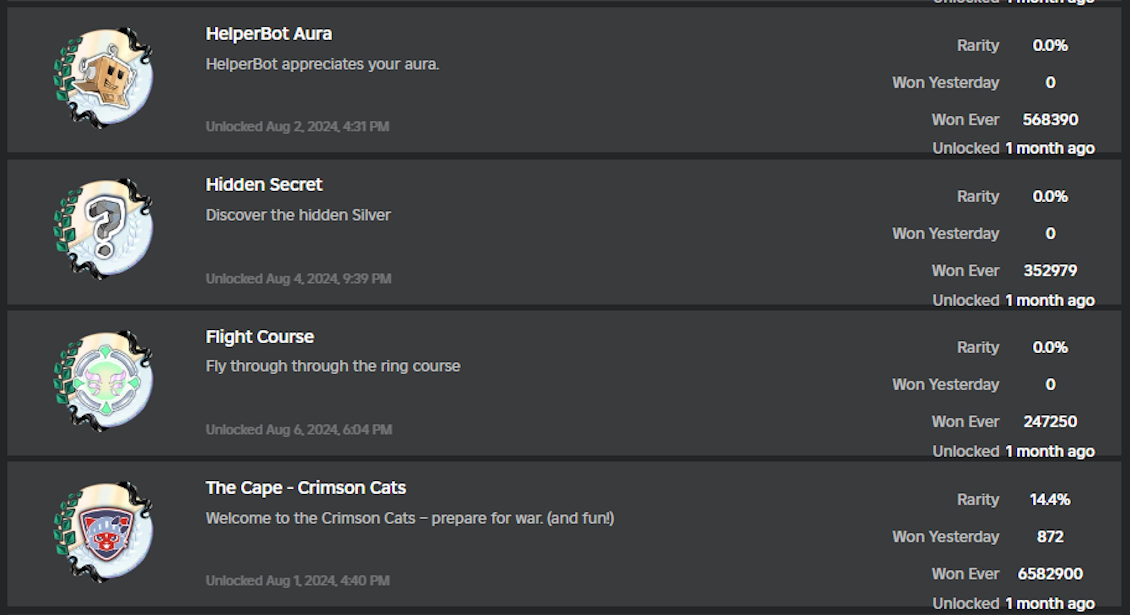 Unlocked 1 month ago
HelperBot Aura
HelperBot appreciates your aura.
Unlocked Aug 2, 2024, 4:31 PM
Rarity 0.0%
Won Yesterday 0
Won Ever 568390
Unlocked 1 month ago
Hidden Secret
Discover the hidden Silver
Unlocked Aug 4, 2024, 9:39 PM
Rarity 0.0%
Won Yesterday 0
Won Ever 352979
Unlocked 1 month ago
Flight Course
Fly through through the ring course
Unlocked Aug 6, 2024, 6:04 PM
Rarity 0.0%
Won Yesterday 0
Won Ever 247250
Unlocked 1 month ago
The Cape - Crimson Cats
Welcome to the Crimson Cats – prepare for war. (and fun!)
Unlocked Aug 1, 2024, 4:40 PM
Rarity 14.4%
Won Yesterday 872
Won Ever 6582900
Unlocked 1 month ago